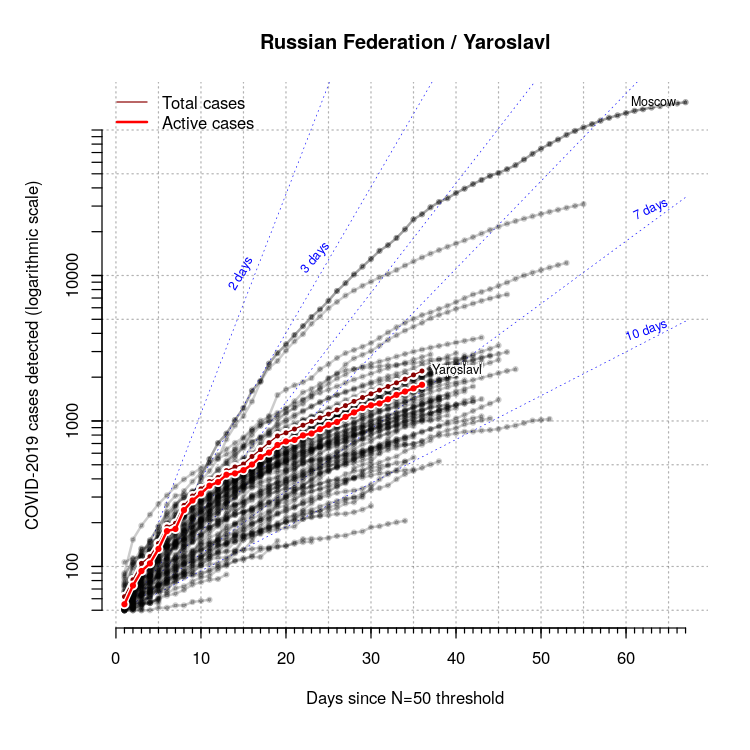 Russian Federation / Yaroslavl
Total cases
Active cases
Moscow
2 days
3 days
7 days
10 days
Yaroslavl
COVID-2019 cases detected (logarithmic scale)
10000
1000
100
0 10 20 30 40 50 60
Days since N=50 threshold